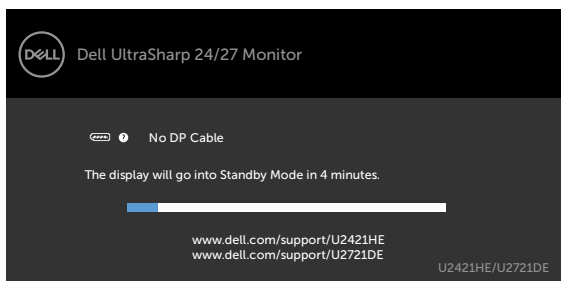 DELL
Dell UltraSharp 24/27 Monitor
? No DP Cable
The display will go into Standby Mode in 4 minutes.
www.dell.com/support/U2421HE
www.dell.com/support/U2721DE
U2421HE/U2721DE